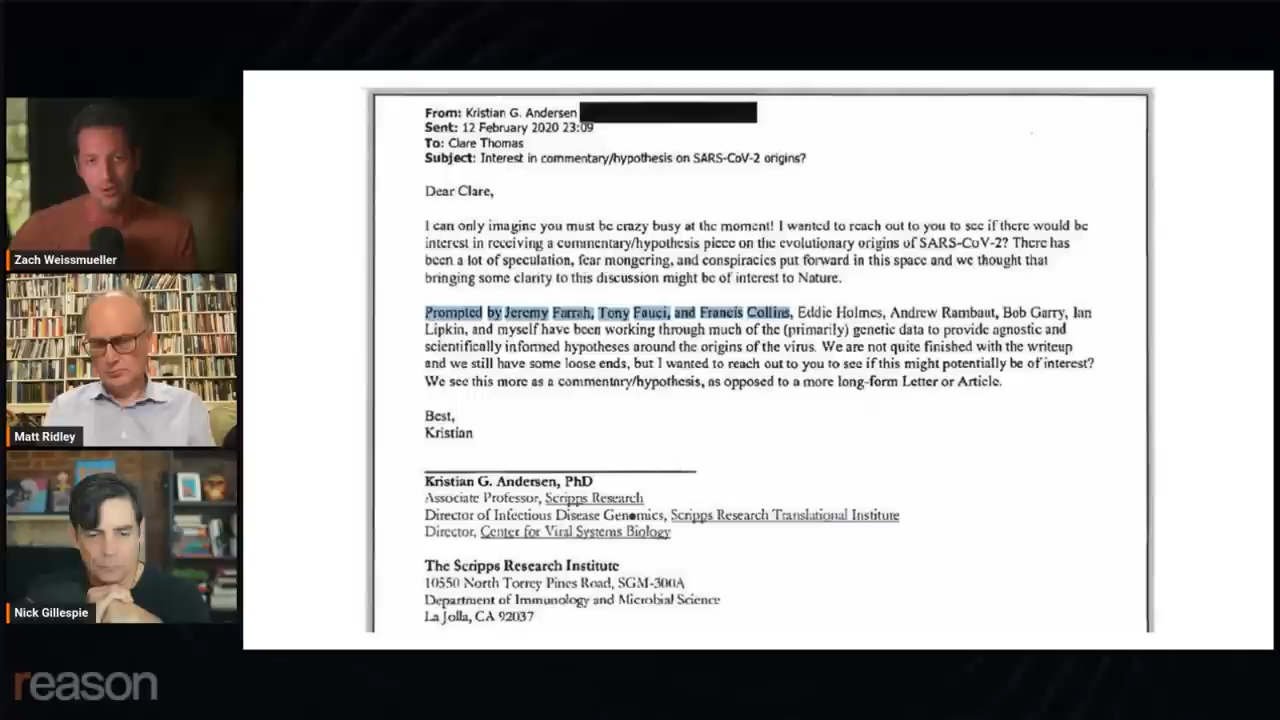 Zach Weissmueller
Matt Ridley
Nick Gillespie
reason
From: Kristian G. Andersen
Sent: 12 February 2020 23:09
To: Clare Thomas
Subject: Interest in commentary/hypothesis on SARS-CoV-2 origins?
Dear Clare,
I can only imagine you must be crazy busy at the moment! I wanted to reach out to you to see if there would be
interest in receiving a commentary/hypothesis piece on the evolutionary origins of SARS-CoV-2? There has
been a lot of speculation, fear mongering, and conspiracies put forward in this space and we thought that
bringing some clarity to this discussion might be of interest to Nature.
Prompted by Jeremy Farrah, Tony Fauci, and Francis Collins, Eddie Holmes, Andrew Rambaut, Bob Garry, Ian
Lipkin, and myself have been working through much of the (primarily) genetic data to provide agnostic and
scientifically informed hypotheses around the origins of the virus. We are not quite finished with the writeup
and we still have some loose ends, but I wanted to reach out to you to see if this might potentially be of interest?
We see this more as a commentary/hypothesis, as opposed to a more long-form Letter or Article.
Best,
Kristian
Kristian G. Andersen, PhD
Associate Professor, Scripps Research
Director of Infectious Disease Genomics, Scripps Research Translational Institute
Director, Center for Viral Systems Biology
The Scripps Research Institute
10550 North Torrey Pines Road, SGM-300A
Department of Immunology and Microbial Science
La Jolla, CA 92037